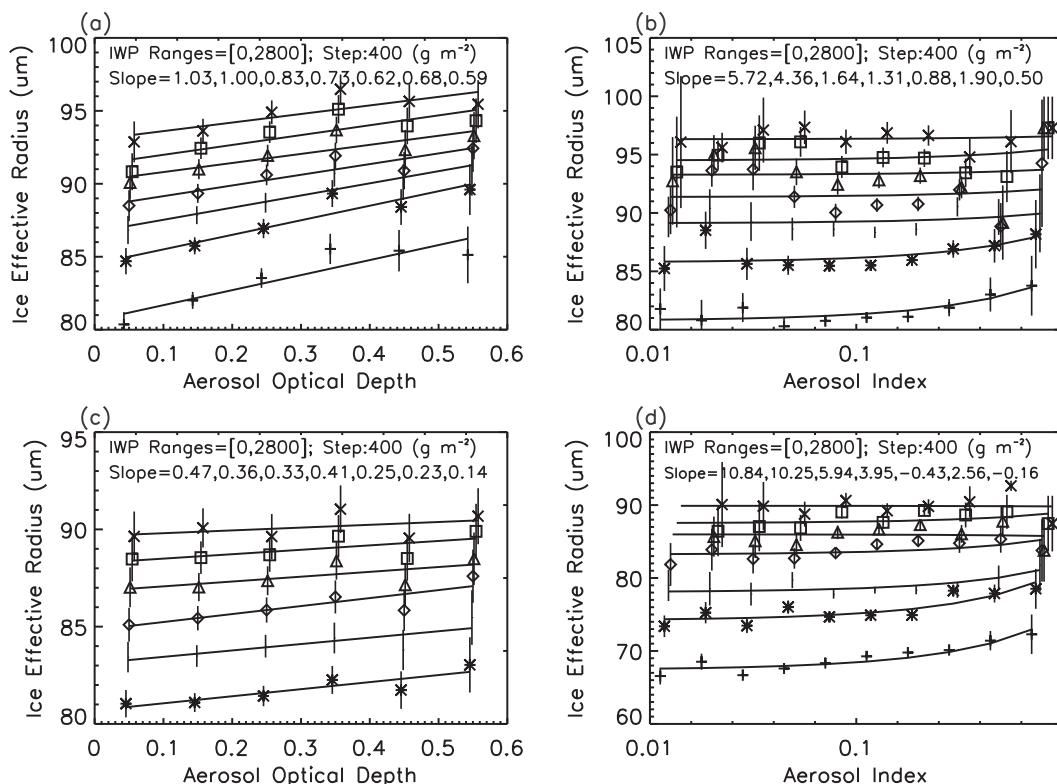 (a)
IWP Ranges=[0,2800]; Step:400 (g m⁻²)
Slope=1.03,1.00,0.83,0.73,0.62,0.68,0.59
Ice Effective Radius (um)
100
95
90
85
80
0 0.1 0.2 0.3 0.4 0.5 0.6
Aerosol Optical Depth
(b)
IWP Ranges=[0,2800]; Step:400 (g m⁻²)
Slope=5.72,4.36,1.64,1.31,0.88,1.90,0.50
Ice Effective Radius (um)
105
100
95
90
85
80
0.01 0.1
Aerosol Index
(c)
IWP Ranges=[0,2800]; Step:400 (g m⁻²)
Slope=0.47,0.36,0.33,0.41,0.25,0.23,0.14
Ice Effective Radius (um)
95
90
85
80
0 0.1 0.2 0.3 0.4 0.5 0.6
Aerosol Optical Depth
(d)
IWP Ranges=[0,2800]; Step:400 (g m⁻²)
Slope=10.84,10.25,5.94,3.95,−0.43,2.56,−0.16
Ice Effective Radius (um)
100
90
80
70
60
0.01 0.1
Aerosol Index